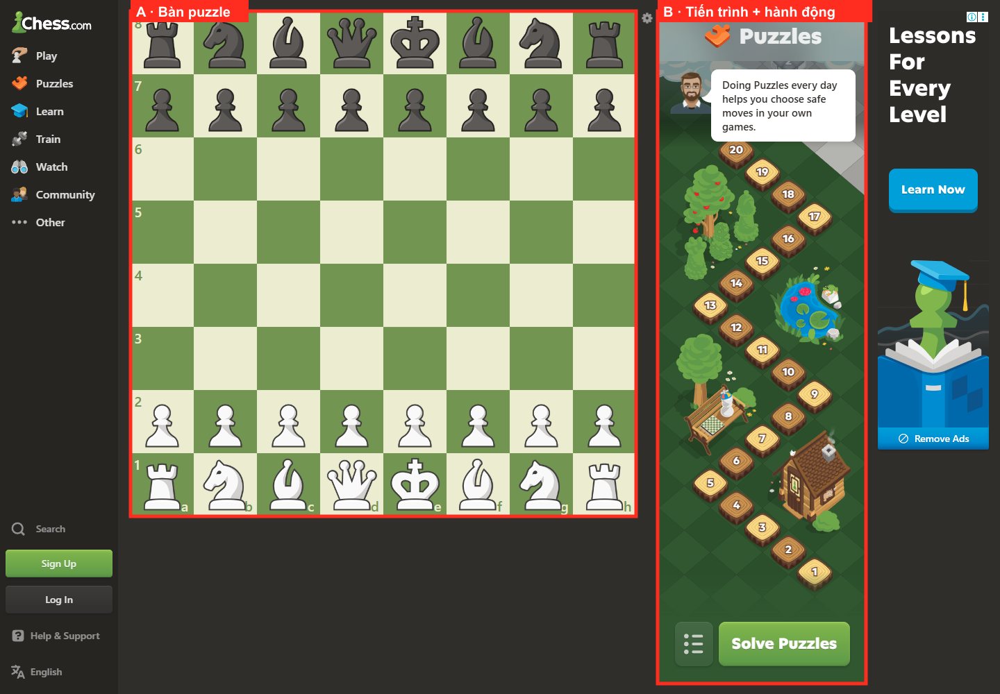 Chess.com
Play
Puzzles
Learn
Train
Watch
Community
Other
Search
Sign Up
Log In
Help & Support
English
A · Bàn puzzle
8
7
6
5
4
3
2
1
a
b
c
d
e
f
g
h
B · Tiến trình + hành động
Puzzles
Doing Puzzles every day
helps you choose safe
moves in your own
games.
20
19
18
17
16
15
14
13
12
11
10
9
8
7
6
5
4
3
2
1
Solve Puzzles
Lessons
For
Every
Level
Learn Now
Remove Ads